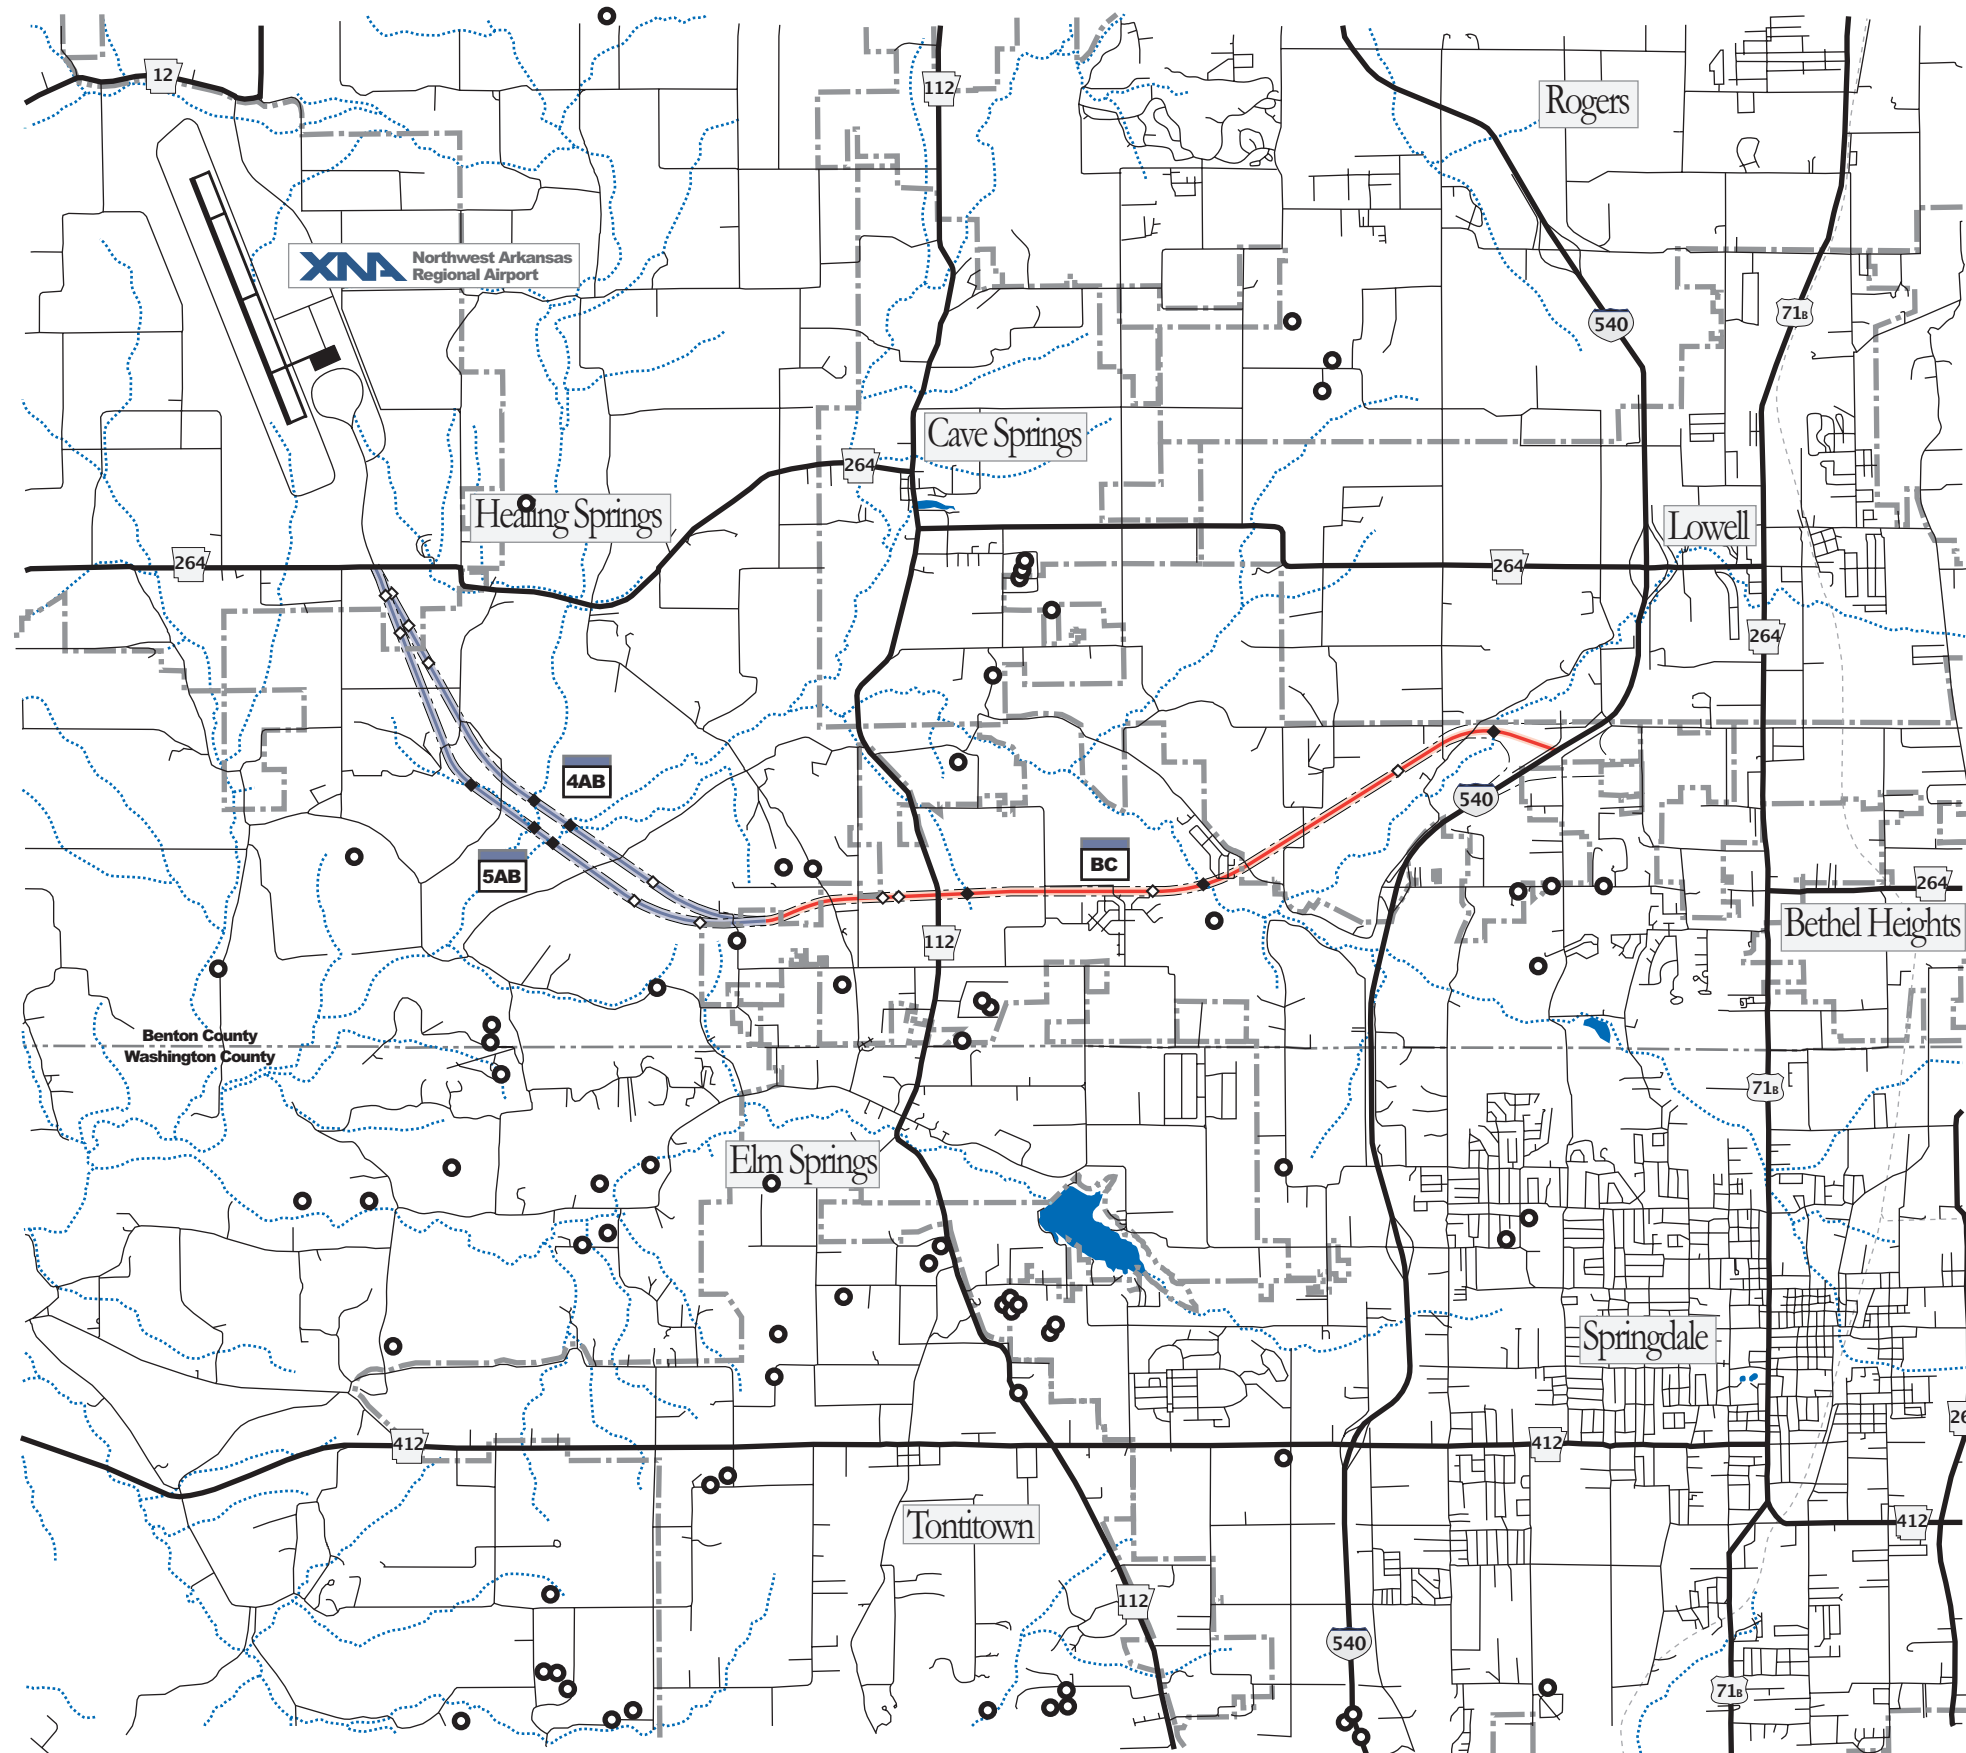 12
112
Rogers
XNA Northwest Arkansas
Regional Airport
540
71B
Cave Springs
264
Healing Springs
Lowell
264
264
264
4AB
540
BC
5AB
264
Bethel Heights
112
Benton County
Washington County
71B
Elm Springs
Springdale
26
412
412
Tontitown
412
112
540
71B